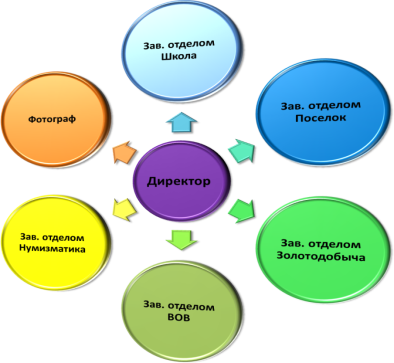 Зав. отделом
Школа
Зав. отделом
Поселок
Фотограф
Директор
Зав. отделом
Нумизматика
Зав. отделом
Золотодобыча
Зав. отделом
ВОВ